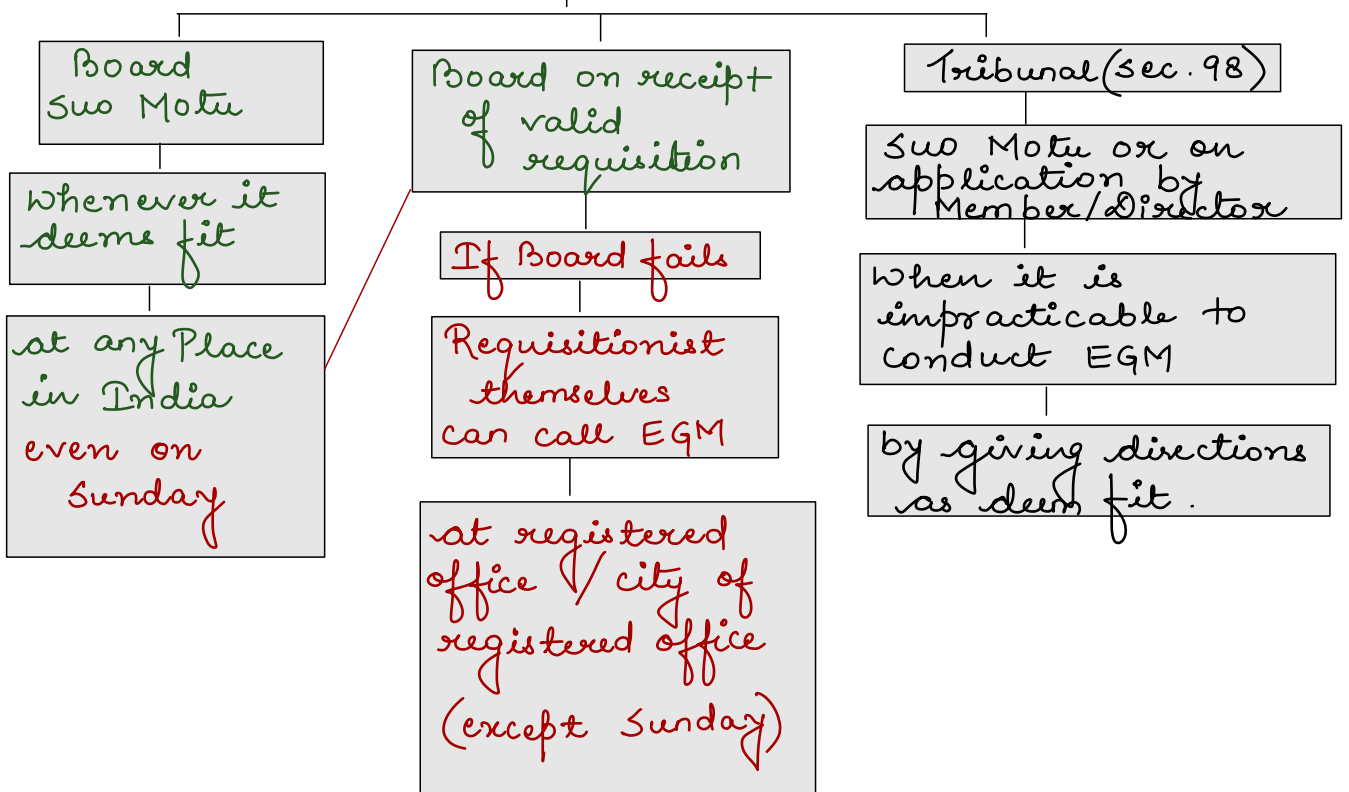 Board
Suo Motu
Whenever it
deems fit
at any Place
in India
even on
Sunday
Board on receipt
of valid
requisition
If Board fails
Requisitionist
themselves
can call EGM
at registered
office / city of
registered office
(except Sunday)
Tribunal (sec. 98)
Suo Motu or on
application by
Member/Director
When it is
impracticable to
conduct EGM
by giving directions
as deem fit.